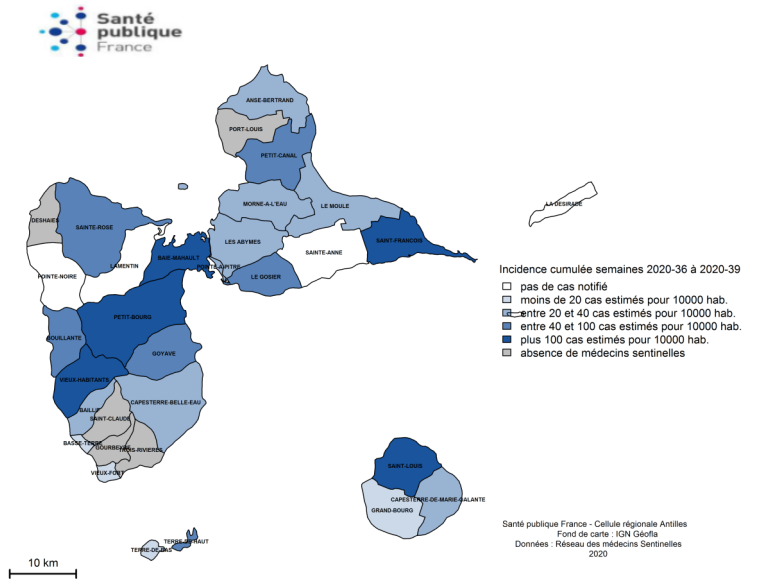 Santé
publique
France
ANSE-BERTRAND
PORT-LOUIS
PETIT-CANAL
MORNE-A-L'EAU
LE MOULE
LA DESIRADE
DESHAIES
SAINTE-ROSE
LES ABYMES
SAINT-FRANCOIS
SAINTE-ANNE
BAIE-MAHAULT
LAMENTIN
POINTE-A-PITRE
POINTE-NOIRE
LE GOSIER
Incidence cumulée semaines 2020-36 à 2020-39
pas de cas notifié
moins de 20 cas estimés pour 10000 hab.
entre 20 et 40 cas estimés pour 10000 hab.
entre 40 et 100 cas estimés pour 10000 hab.
plus 100 cas estimés pour 10000 hab.
absence de médecins sentinelles
PETIT-BOURG
BOUILLANTE
GOYAVE
VIEUX-HABITANTS
CAPESTERRE-BELLE-EAU
BAILLIF
SAINT-CLAUDE
BASSE-TERRE
GOURBEYRE
TROIS-RIVIERES
VIEUX-FORT
SAINT-LOUIS
CAPESTERRE-DE-MARIE-GALANTE
GRAND-BOURG
TERRE-DE-HAUT
TERRE-DE-BAS
Santé publique France - Cellule régionale Antilles
Fond de carte : IGN Géofla
Données : Réseau des médecins Sentinelles
2020
10 km